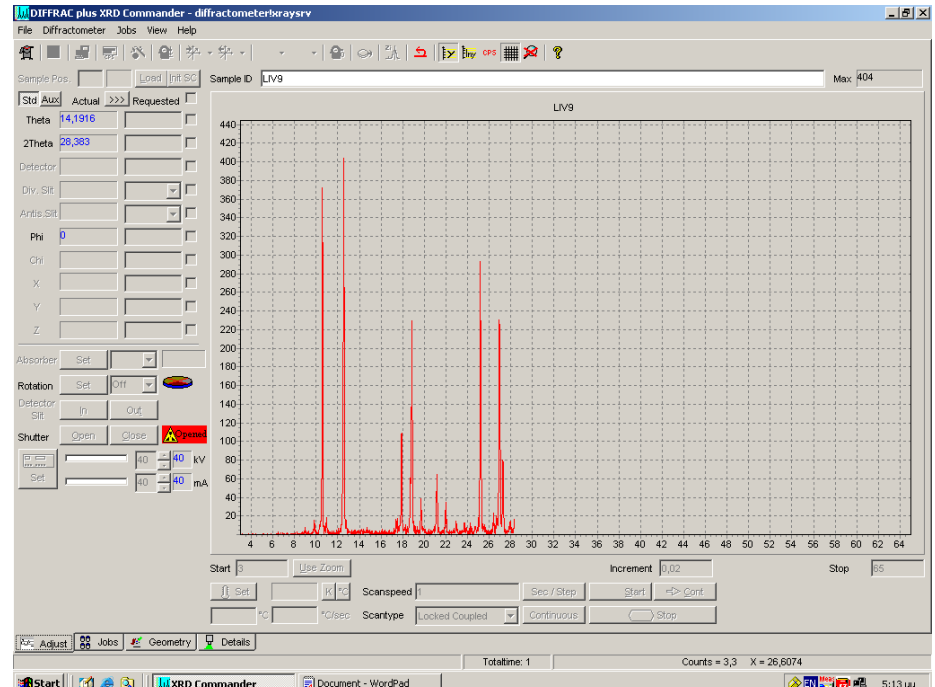 DIFFRAC plus XRD Commander - diffractometer!xraysrv
File Diffractometer Jobs View Help
CPS
Sample Pos. Load Init SC Sample ID LIV9 Max 404
Std Aux Actual >>> Requested
LIV9
Theta 14,1916
2Theta 28,383
Detector
Div. Slit
Antis.Slit
Phi 0
Chi
X
Y
Z
440
420
400
380
360
340
320
300
280
260
240
220
200
180
160
140
120
100
80
60
40
20
4 6 8 10 12 14 16 18 20 22 24 26 28 30 32 34 36 38 40 42 44 46 48 50 52 54 56 58 60 62 64
Absorber Set
Rotation Set Off
Detector Slit In Out
Shutter Open Close Opened
40 40 kV
Set 40 40 mA
Start 3 Use Zoom Increment 0,02 Stop 65
Set K °C Scanspeed 1 Sec / Step Start Cont
°C °C/sec Scantype Locked Coupled Continuous Stop
Adjust Jobs Geometry Details
Totaltime: 1 Counts = 3,3 X = 26,6074
Start XRD Commander Document - WordPad EN 5:13 μμ